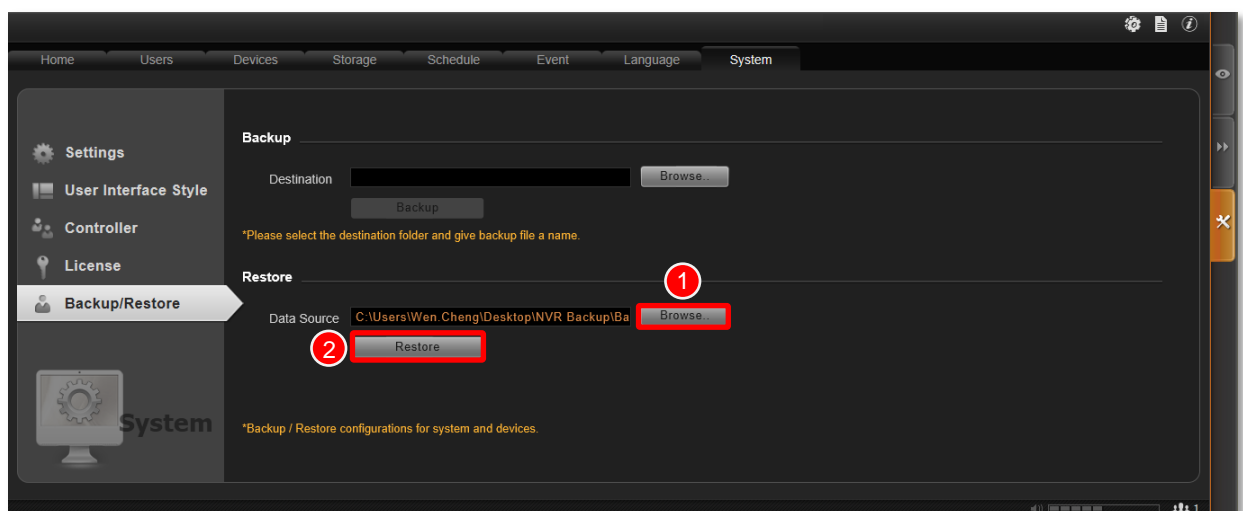 Home Users Devices Storage Schedule Event Language System
Backup
Settings
Destination Browse..
User Interface Style
Backup
Controller
*Please select the destination folder and give backup file a name.
License
Restore
1
Backup/Restore
Data Source C:\Users\Wen.Cheng\Desktop\NVR Backup\Ba Browse..
2 Restore
System
*Backup / Restore configurations for system and devices.
1